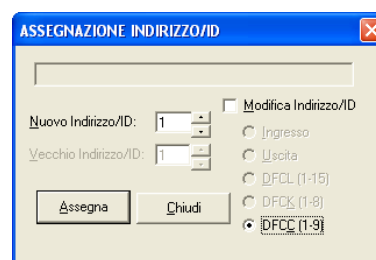 ASSEGNAZIONE INDIRIZZO/ID
Nuovo Indirizzo/ID: 1
Vecchio Indirizzo/ID: 1
Assegna
Chiudi
Modifica Indirizzo/ID
Ingresso
Uscita
DFCL (1-15)
DFCK (1-8)
DFCC (1-9)